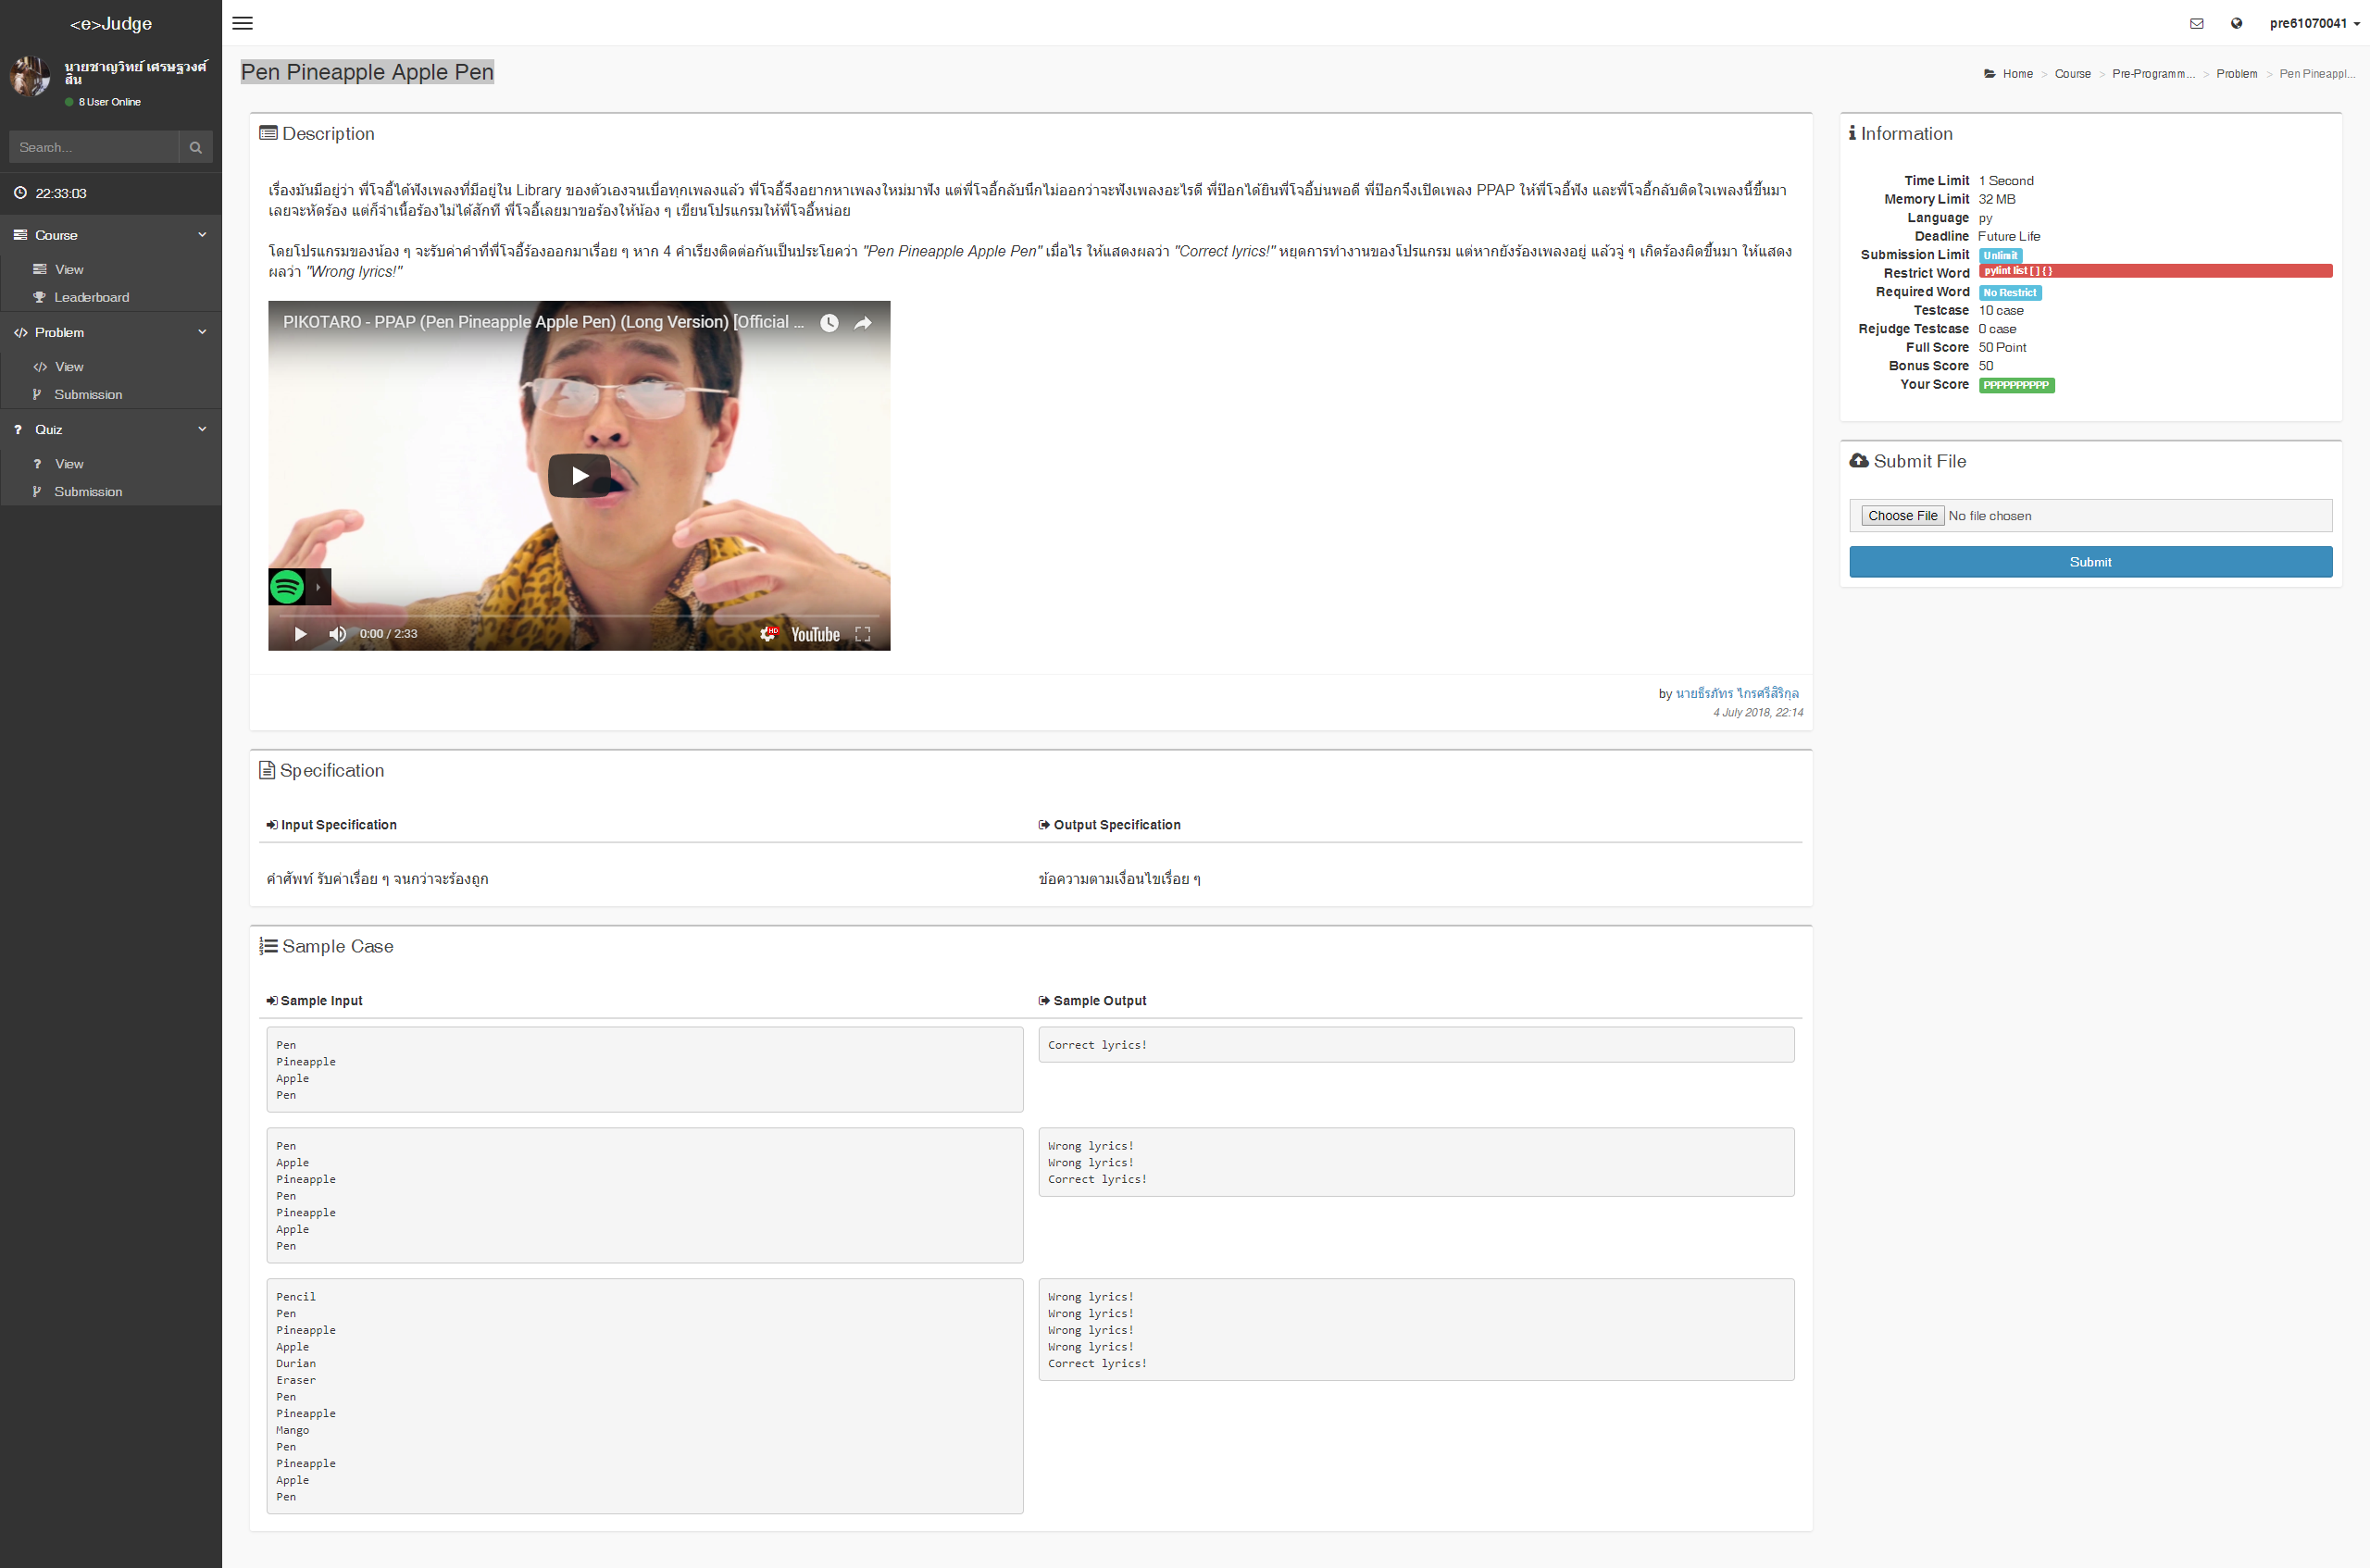 <e>Judge
pre61070041
นายชาญวิทย์ เศรษฐวงศ์
สิน
8 User Online
Search...
22:33:03
Course
View
Leaderboard
Problem
View
Submission
Quiz
View
Submission
Pen Pineapple Apple Pen
Home > Course > Pre-Programm... > Problem > Pen Pineappl...
Description
เรื่องมันมีอยู่ว่า พี่โจอี้ได้ฟังเพลงที่มีอยู่ใน Library ของตัวเองจนเบื่อทุกเพลงแล้ว พี่โจอี้จึงอยากหาเพลงใหม่มาฟัง แต่พี่โจอี้กลับนึกไม่ออกว่าจะฟังเพลงอะไรดี พี่ป๊อกได้ยินพี่โจอี้บ่นพอดี พี่ป๊อกจึงเปิดเพลง PPAP ให้พี่โจอี้ฟัง และพี่โจอี้กลับติดใจเพลงนี้ขึ้นมา
เลยจะหัดร้อง แต่ก็จำเนื้อร้องไม่ได้สักที พี่โจอี้เลยมาขอร้องให้น้อง ๆ เขียนโปรแกรมให้พี่โจอี้หน่อย
โดยโปรแกรมของน้อง ๆ จะรับค่าคำที่พี่โจอี้ร้องออกมาเรื่อย ๆ หาก 4 คำเรียงติดต่อกันเป็นประโยคว่า "Pen Pineapple Apple Pen" เมื่อไร ให้แสดงผลว่า "Correct lyrics!" หยุดการทำงานของโปรแกรม แต่หากยังร้องเพลงอยู่ แล้วจู่ ๆ เกิดร้องผิดขึ้นมา ให้แสดง
ผลว่า "Wrong lyrics!"
PIKOTARO - PPAP (Pen Pineapple Apple Pen) (Long Version) [Official ...
0:00 / 2:33
HD
YouTube
by นายธีรภัทร ไกรศรีสิริกุล
4 July 2018, 22:14
Specification
Input Specification
Output Specification
คำศัพท์ รับค่าเรื่อย ๆ จนกว่าจะร้องถูก
ข้อความตามเงื่อนไขเรื่อย ๆ
Sample Case
Sample Input
Sample Output
Pen
Pineapple
Apple
Pen
Correct lyrics!
Pen
Apple
Pineapple
Pen
Pineapple
Apple
Pen
Wrong lyrics!
Wrong lyrics!
Correct lyrics!
Pencil
Pen
Pineapple
Apple
Durian
Eraser
Pen
Pineapple
Mango
Pen
Pineapple
Apple
Pen
Wrong lyrics!
Wrong lyrics!
Wrong lyrics!
Wrong lyrics!
Correct lyrics!
Information
Time Limit 1 Second
Memory Limit 32 MB
Language py
Deadline Future Life
Submission Limit Unlimit
Restrict Word pylint list [ ] { }
Required Word No Restrict
Testcase 10 case
Rejudge Testcase 0 case
Full Score 50 Point
Bonus Score 50
Your Score PPPPPPPPPP
Submit File
Choose File No file chosen
Submit